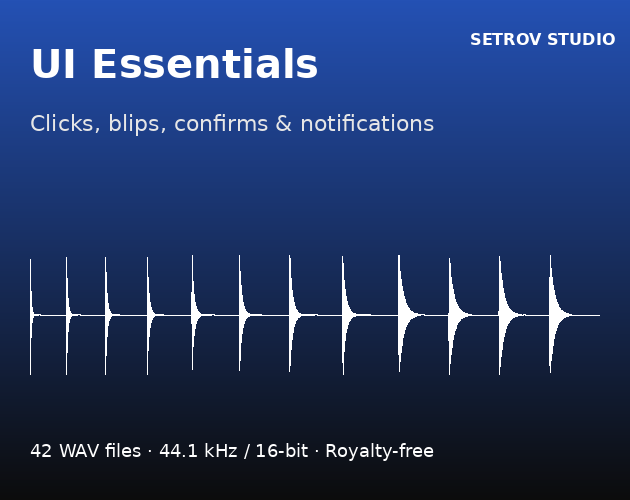 SETROV STUDIO
UI Essentials
Clicks, blips, confirms & notifications
42 WAV files · 44.1 kHz / 16-bit · Royalty-free